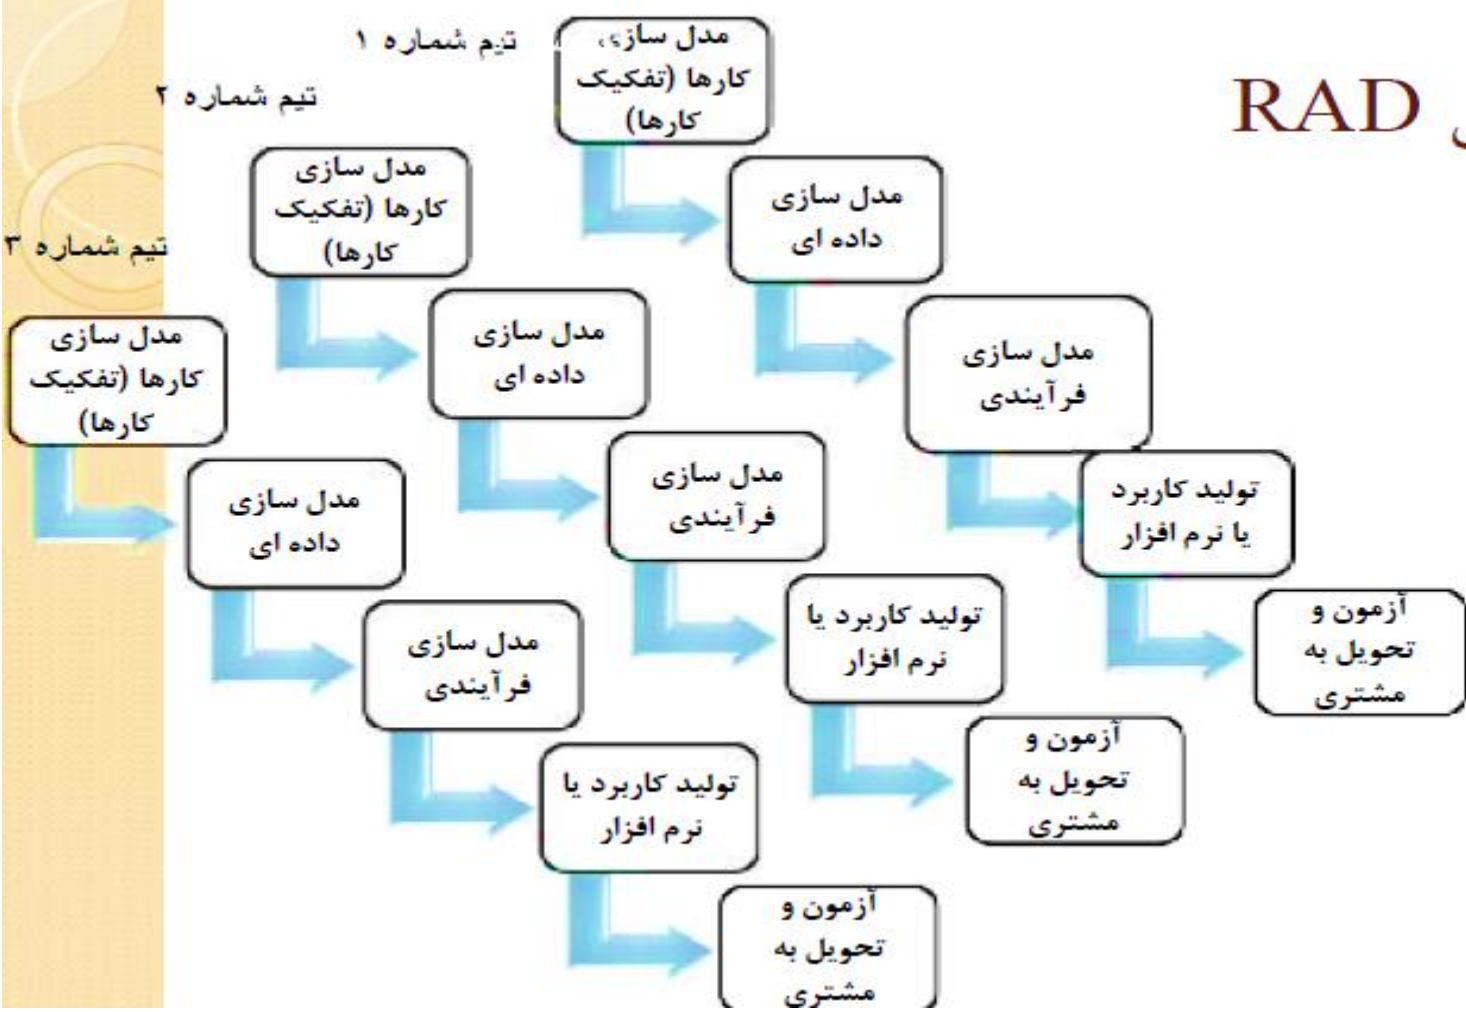 RAD
تیم شماره ۱
مدل سازی
کارها (تفکیک
کارها)
مدل سازی
داده ای
مدل سازی
فرآیندی
تولید کاربرد
یا نرم افزار
آزمون و
تحویل به
مشتری
تیم شماره ۲
مدل سازی
کارها (تفکیک
کارها)
مدل سازی
داده ای
مدل سازی
فرآیندی
تولید کاربرد یا
نرم افزار
آزمون و
تحویل به
مشتری
تیم شماره ۳
مدل سازی
کارها (تفکیک
کارها)
مدل سازی
داده ای
مدل سازی
فرآیندی
تولید کاربرد یا
نرم افزار
آزمون و
تحویل به
مشتری